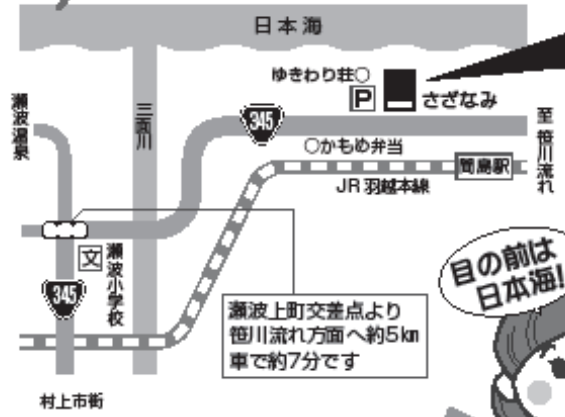 日本海
ゆきわり荘○
P
さざなみ
瀬波温泉
三面川
345
○かもめ弁当
至 笹川流れ
間島駅
JR 羽越本線
文
瀬波小学校
345
目の前は
日本海!
瀬波上町交差点より
笹川流れ方面へ約5km
車で約7分です
村上市街